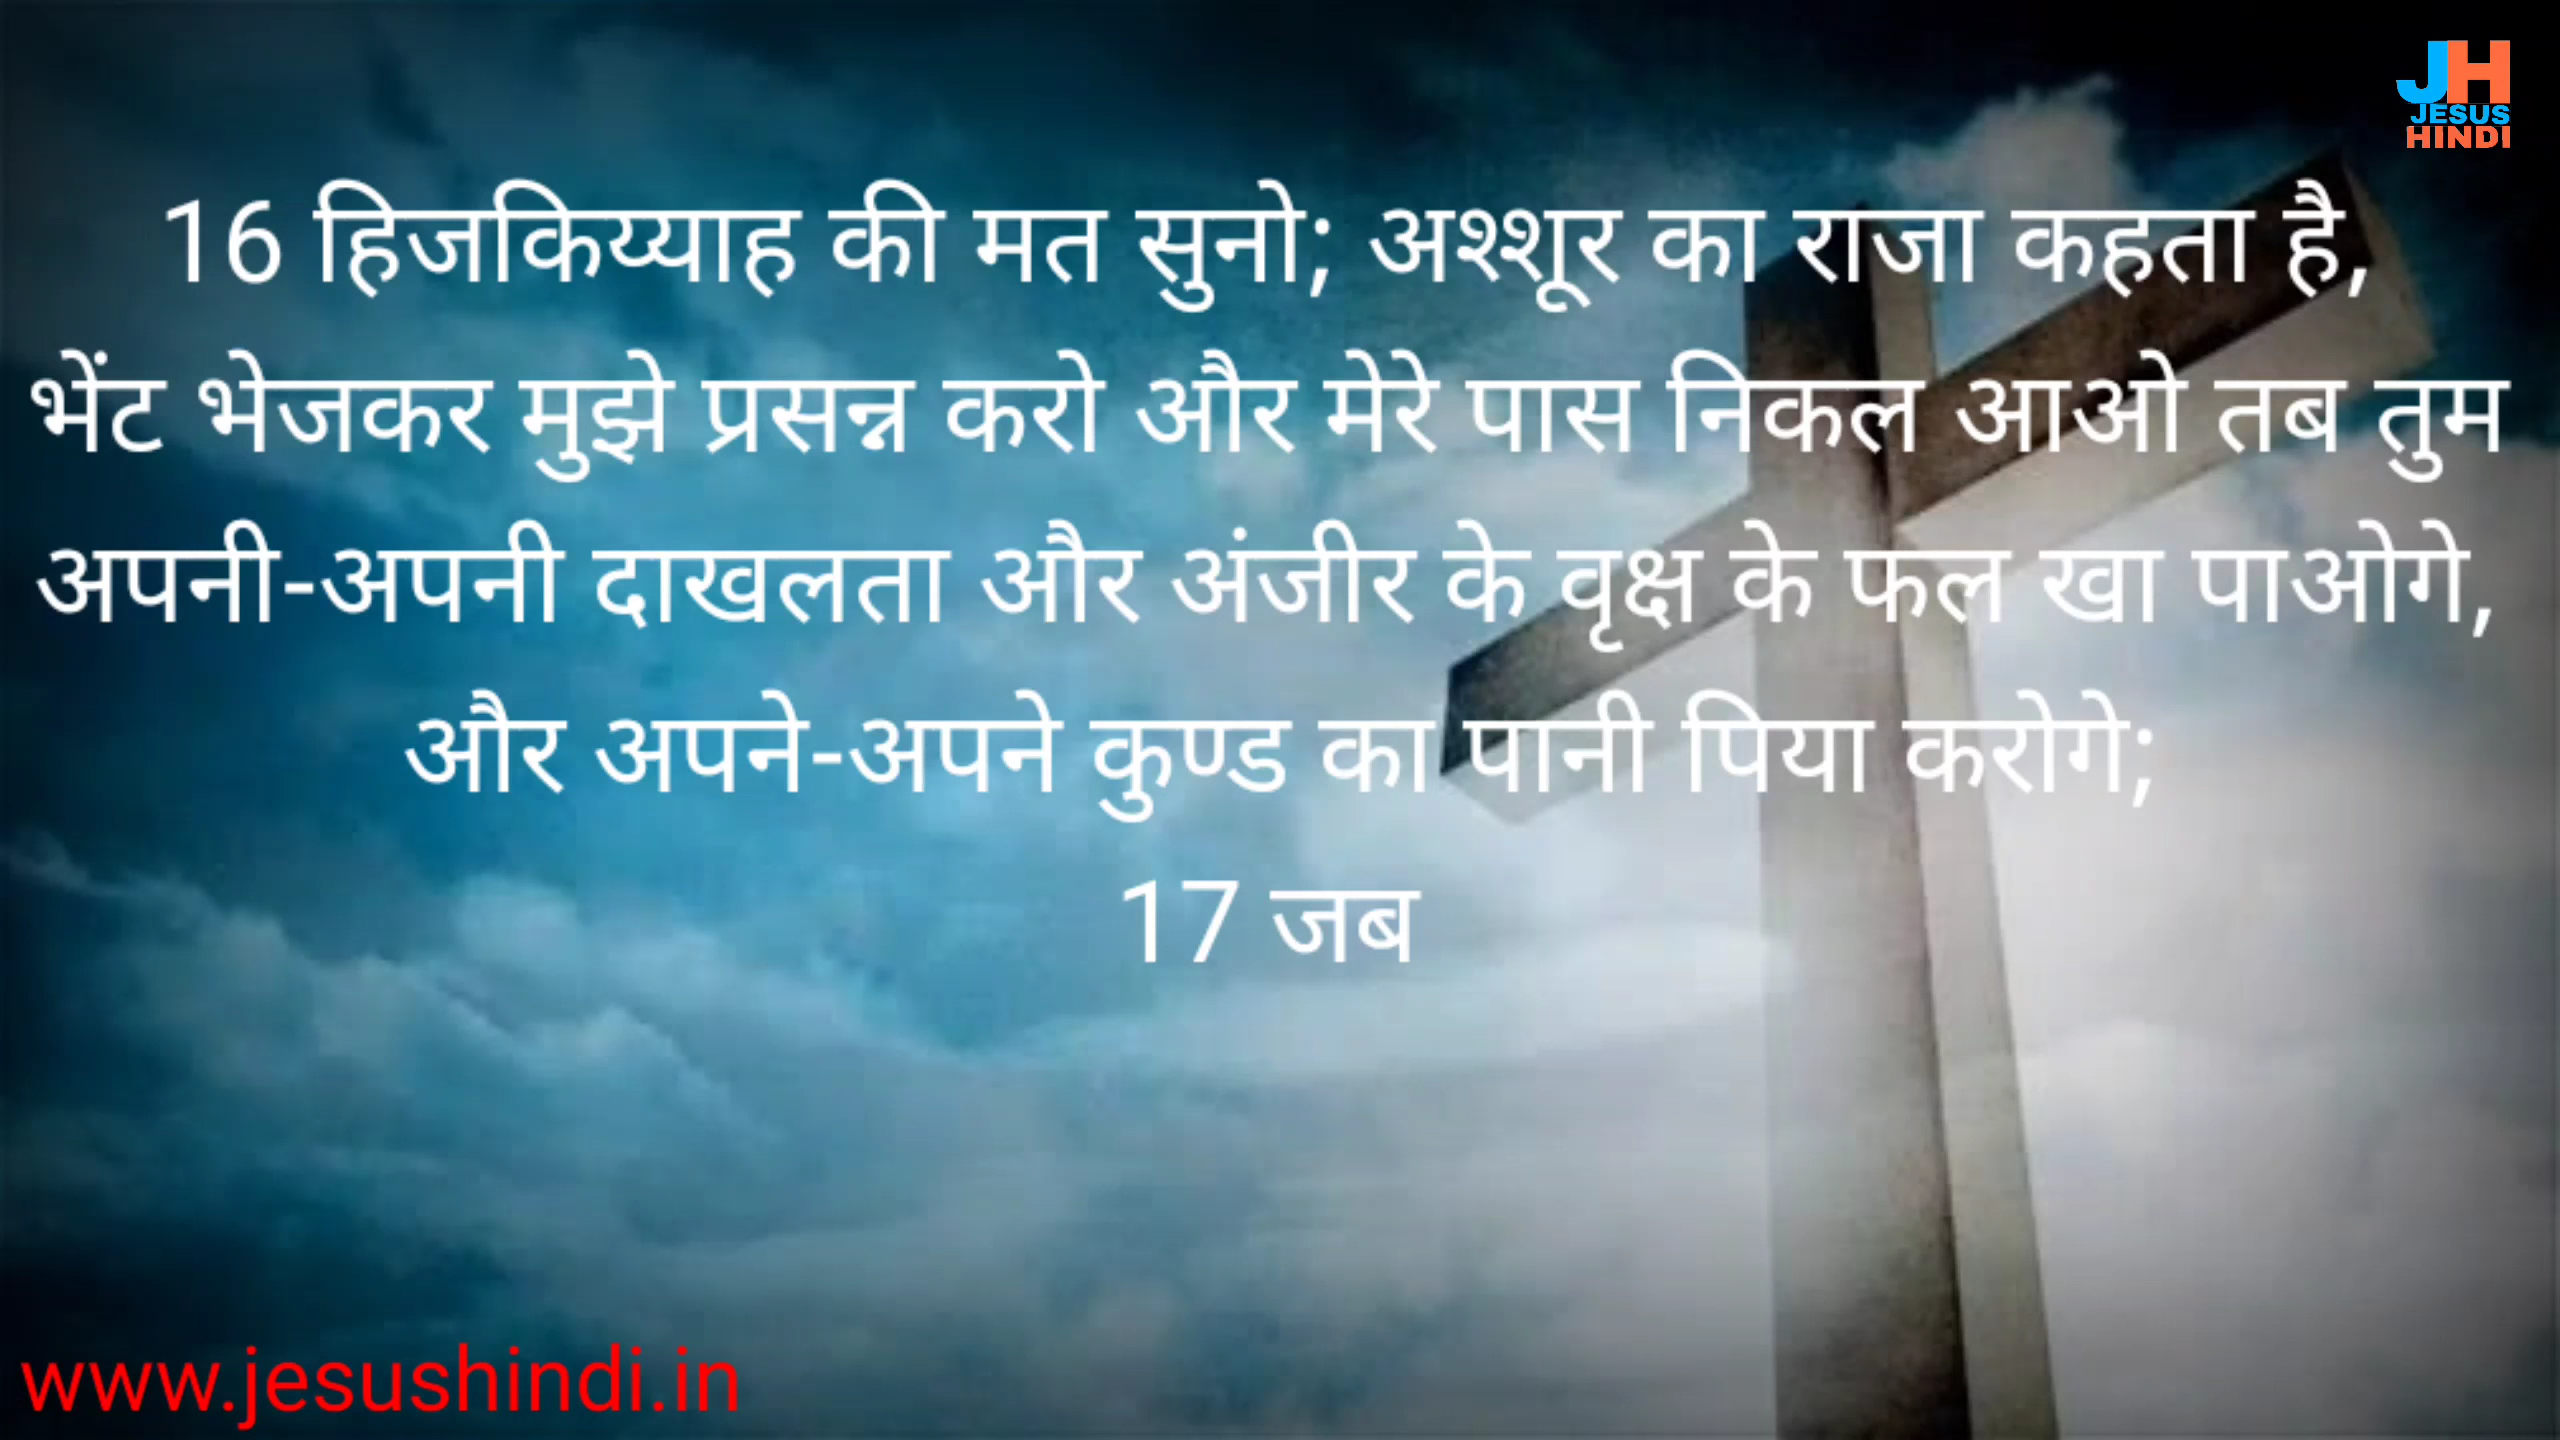 JH
JESUS
HINDI
16 हिजकिय्याह की मत सुनो; अश्शूर का राजा कहता है,
भेंट भेजकर मुझे प्रसन्न करो और मेरे पास निकल आओ तब तुम
अपनी-अपनी दाखलता और अंजीर के वृक्ष के फल खा पाओगे,
और अपने-अपने कुण्ड का पानी पिया करोगे;
17 जब
www.jesushindi.in